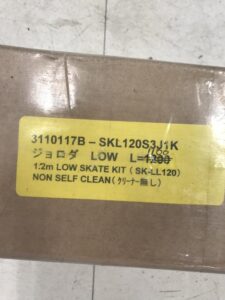 3110117B – SKL120S3J1K
ジョロダ LOW L=1200
1.2m LOW SKATE KIT ( SK-LL120)
NON SELF CLEAN(クリーナー無し)